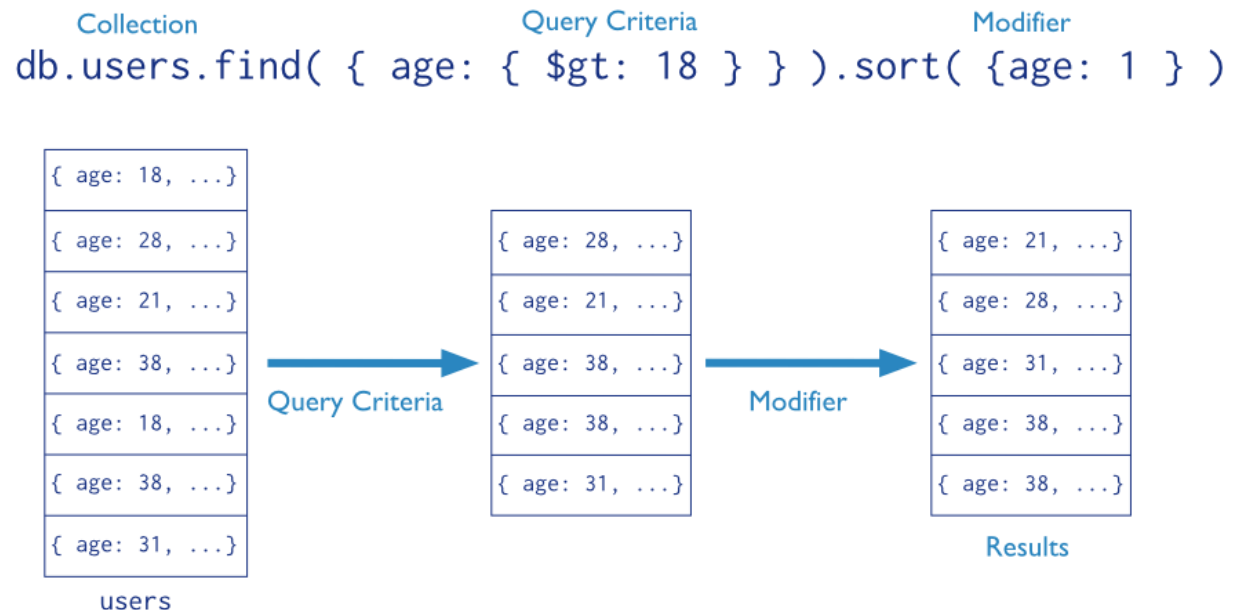 Collection Query Criteria Modifier
db.users.find( { age: { $gt: 18 } } ).sort( {age: 1 } )
{ age: 18, ...}
{ age: 28, ...}
{ age: 21, ...}
{ age: 38, ...}
{ age: 18, ...}
{ age: 38, ...}
{ age: 31, ...}
users
Query Criteria
{ age: 28, ...}
{ age: 21, ...}
{ age: 38, ...}
{ age: 38, ...}
{ age: 31, ...}
Modifier
{ age: 21, ...}
{ age: 28, ...}
{ age: 31, ...}
{ age: 38, ...}
{ age: 38, ...}
Results